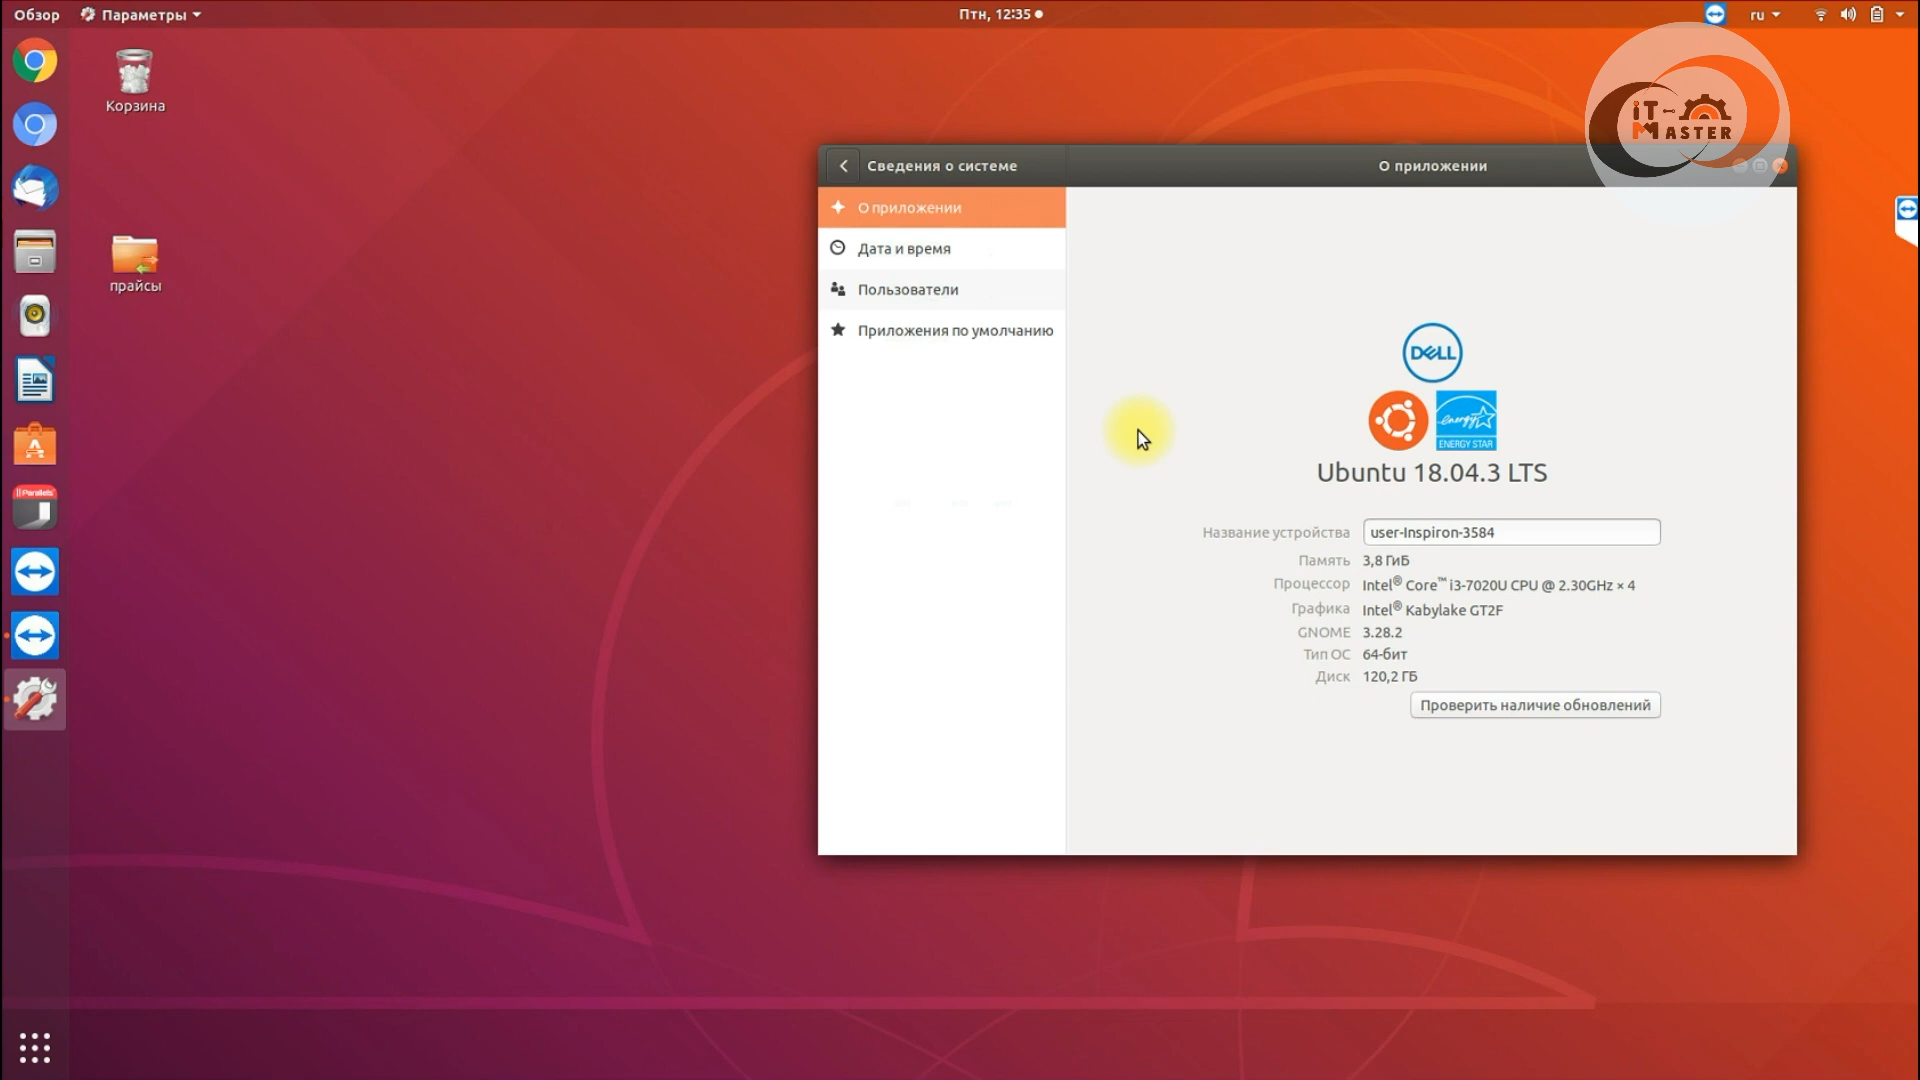 Обзор
Параметры
Птн, 12:35
ru
Корзина
прайсы
iT-
MASTER
Сведения о системе
О приложении
О приложении
Дата и время
Пользователи
Приложения по умолчанию
DELL
energy
ENERGY STAR
Ubuntu 18.04.3 LTS
Название устройства user-Inspiron-3584
Память 3,8 ГиБ
Процессор Intel® Core™ i3-7020U CPU @ 2.30GHz × 4
Графика Intel® Kabylake GT2F
GNOME 3.28.2
Тип ОС 64-бит
Диск 120,2 ГБ
Проверить наличие обновлений
Parallels